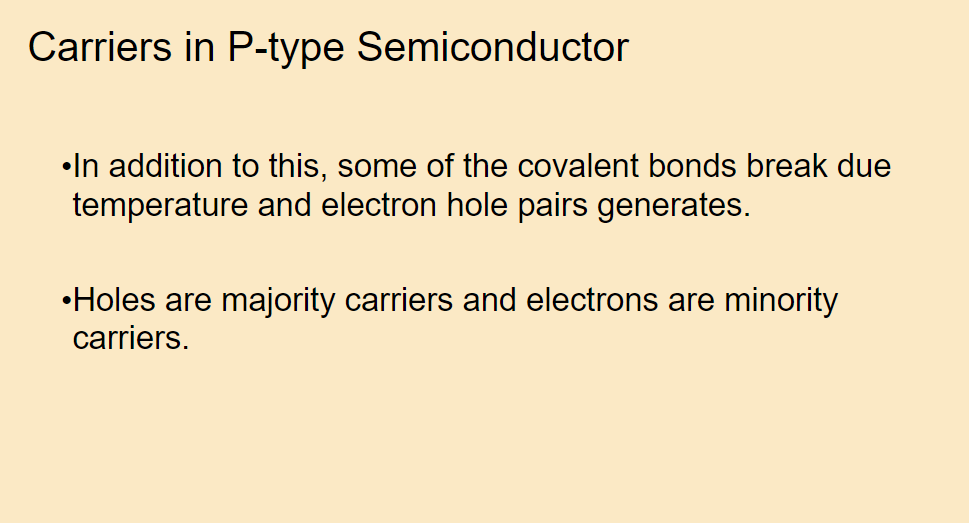 Carriers in P-type Semiconductor
•In addition to this, some of the covalent bonds break due
temperature and electron hole pairs generates.
•Holes are majority carriers and electrons are minority
carriers.